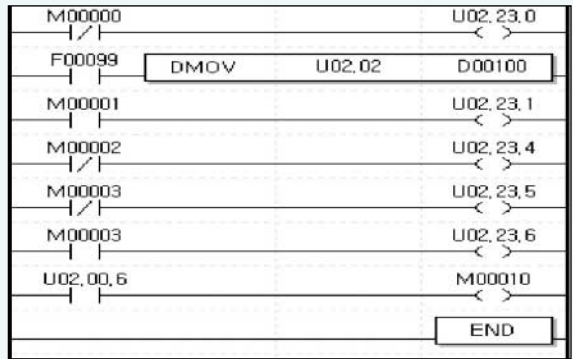 M00000 U02,23,0
F00099 DMOV U02,02 D00100
M00001 U02,23,1
M00002 U02,23,4
M00003 U02,23,5
M00003 U02,23,6
U02,00,6 M00010
END